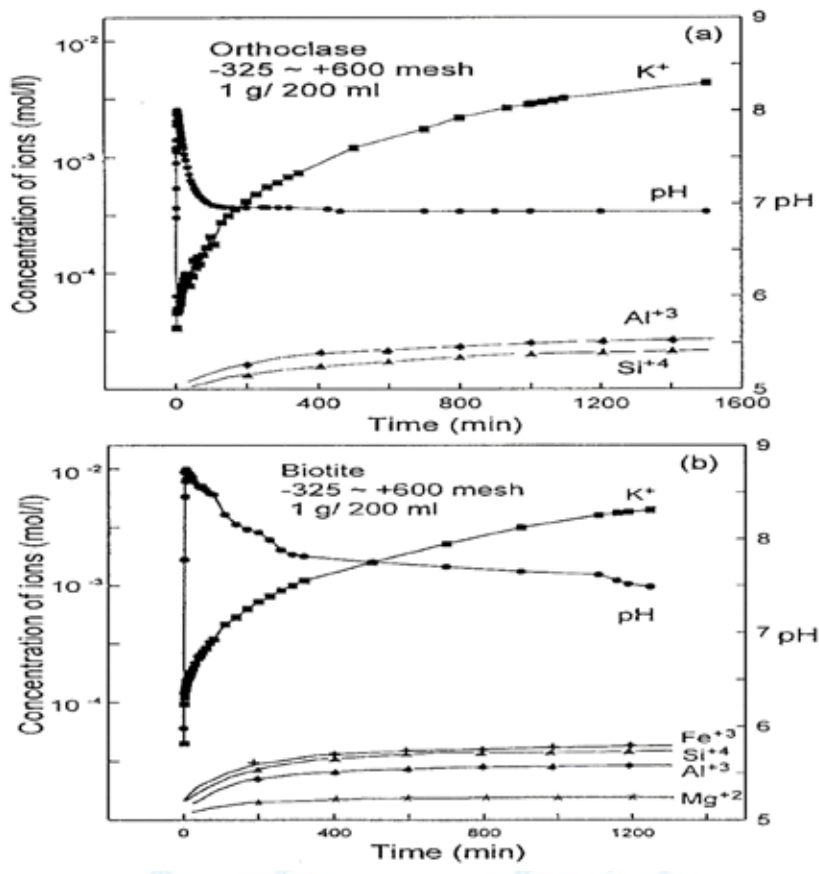 (a)
Orthoclase
-325 ~ +600 mesh
1 g/ 200 ml
Concentration of ions (mol/l)
10⁻²
10⁻³
10⁻⁴
K⁺
pH
Al⁺³
Si⁺⁴
9
8
7 pH
6
5
0 400 800 1200 1600
Time (min)
(b)
Biotite
-325 ~ +600 mesh
1 g/ 200 ml
Concentration of ions (mol/l)
10⁻²
10⁻³
10⁻⁴
K⁺
pH
Fe⁺³
Si⁺⁴
Al⁺³
Mg⁺²
9
8
7 pH
6
5
0 400 800 1200
Time (min)